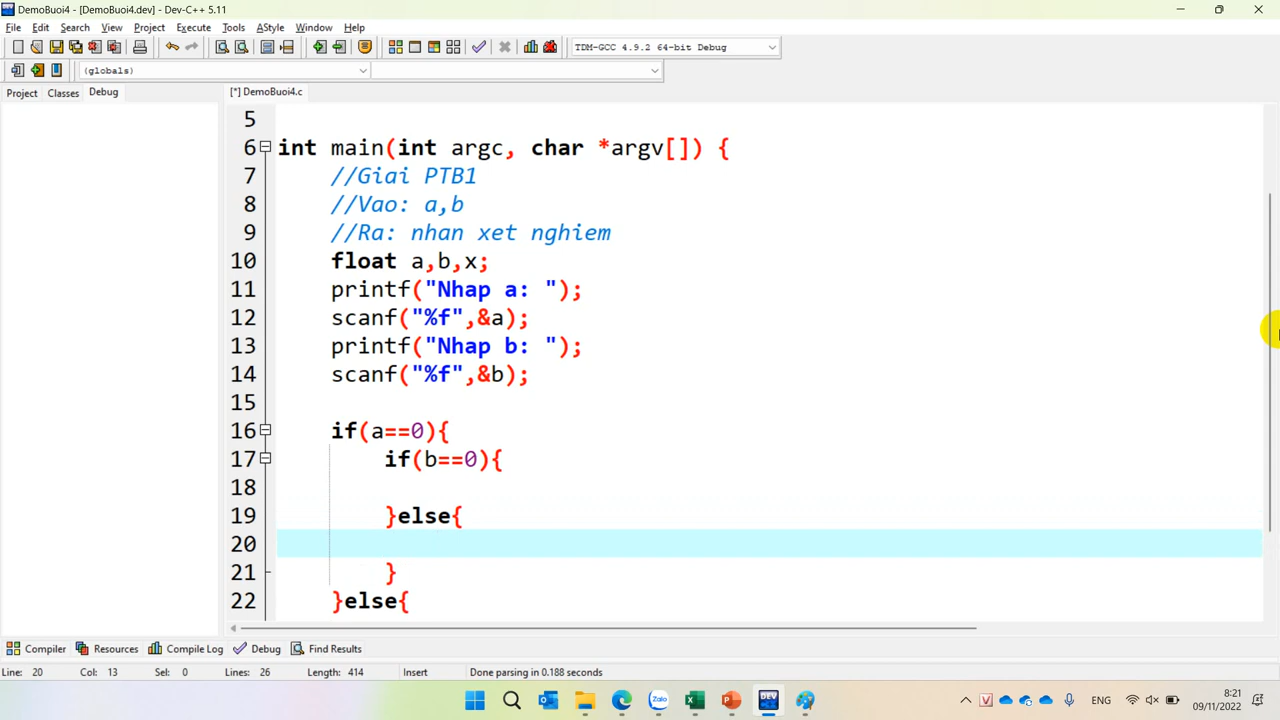 DemoBuoi4 - [DemoBuoi4.dev] - Dev-C++ 5.11
File Edit Search View Project Execute Tools AStyle Window Help
TDM-GCC 4.9.2 64-bit Debug
(globals)
Project Classes Debug [*] DemoBuoi4.c
5
6 int main(int argc, char *argv[]) {
7 //Giai PTB1
8 //Vao: a,b
9 //Ra: nhan xet nghiem
10 float a,b,x;
11 printf("Nhap a: ");
12 scanf("%f",&a);
13 printf("Nhap b: ");
14 scanf("%f",&b);
15
16 if(a==0){
17 if(b==0){
18
19 }else{
20
21 }
22 }else{
Compiler Resources Compile Log Debug Find Results
Line: 20 Col: 13 Sel: 0 Lines: 26 Length: 414 Insert Done parsing in 0.188 seconds
Zalo DEV V ENG 8:21
09/11/2022